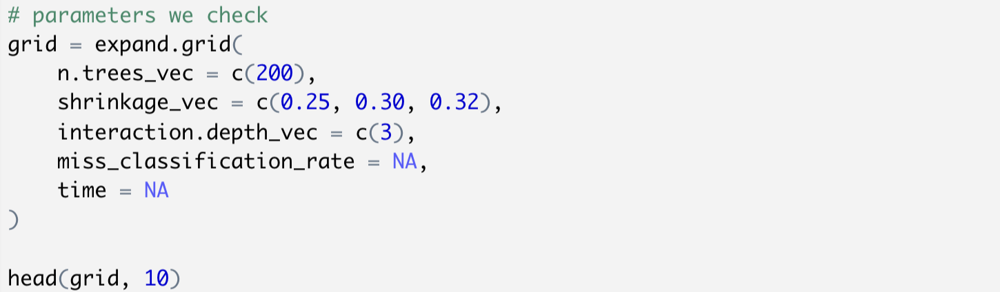 # parameters we check
grid = expand.grid(
    n.trees_vec = c(200),
    shrinkage_vec = c(0.25, 0.30, 0.32),
    interaction.depth_vec = c(3),
    miss_classification_rate = NA,
    time = NA
)

head(grid, 10)